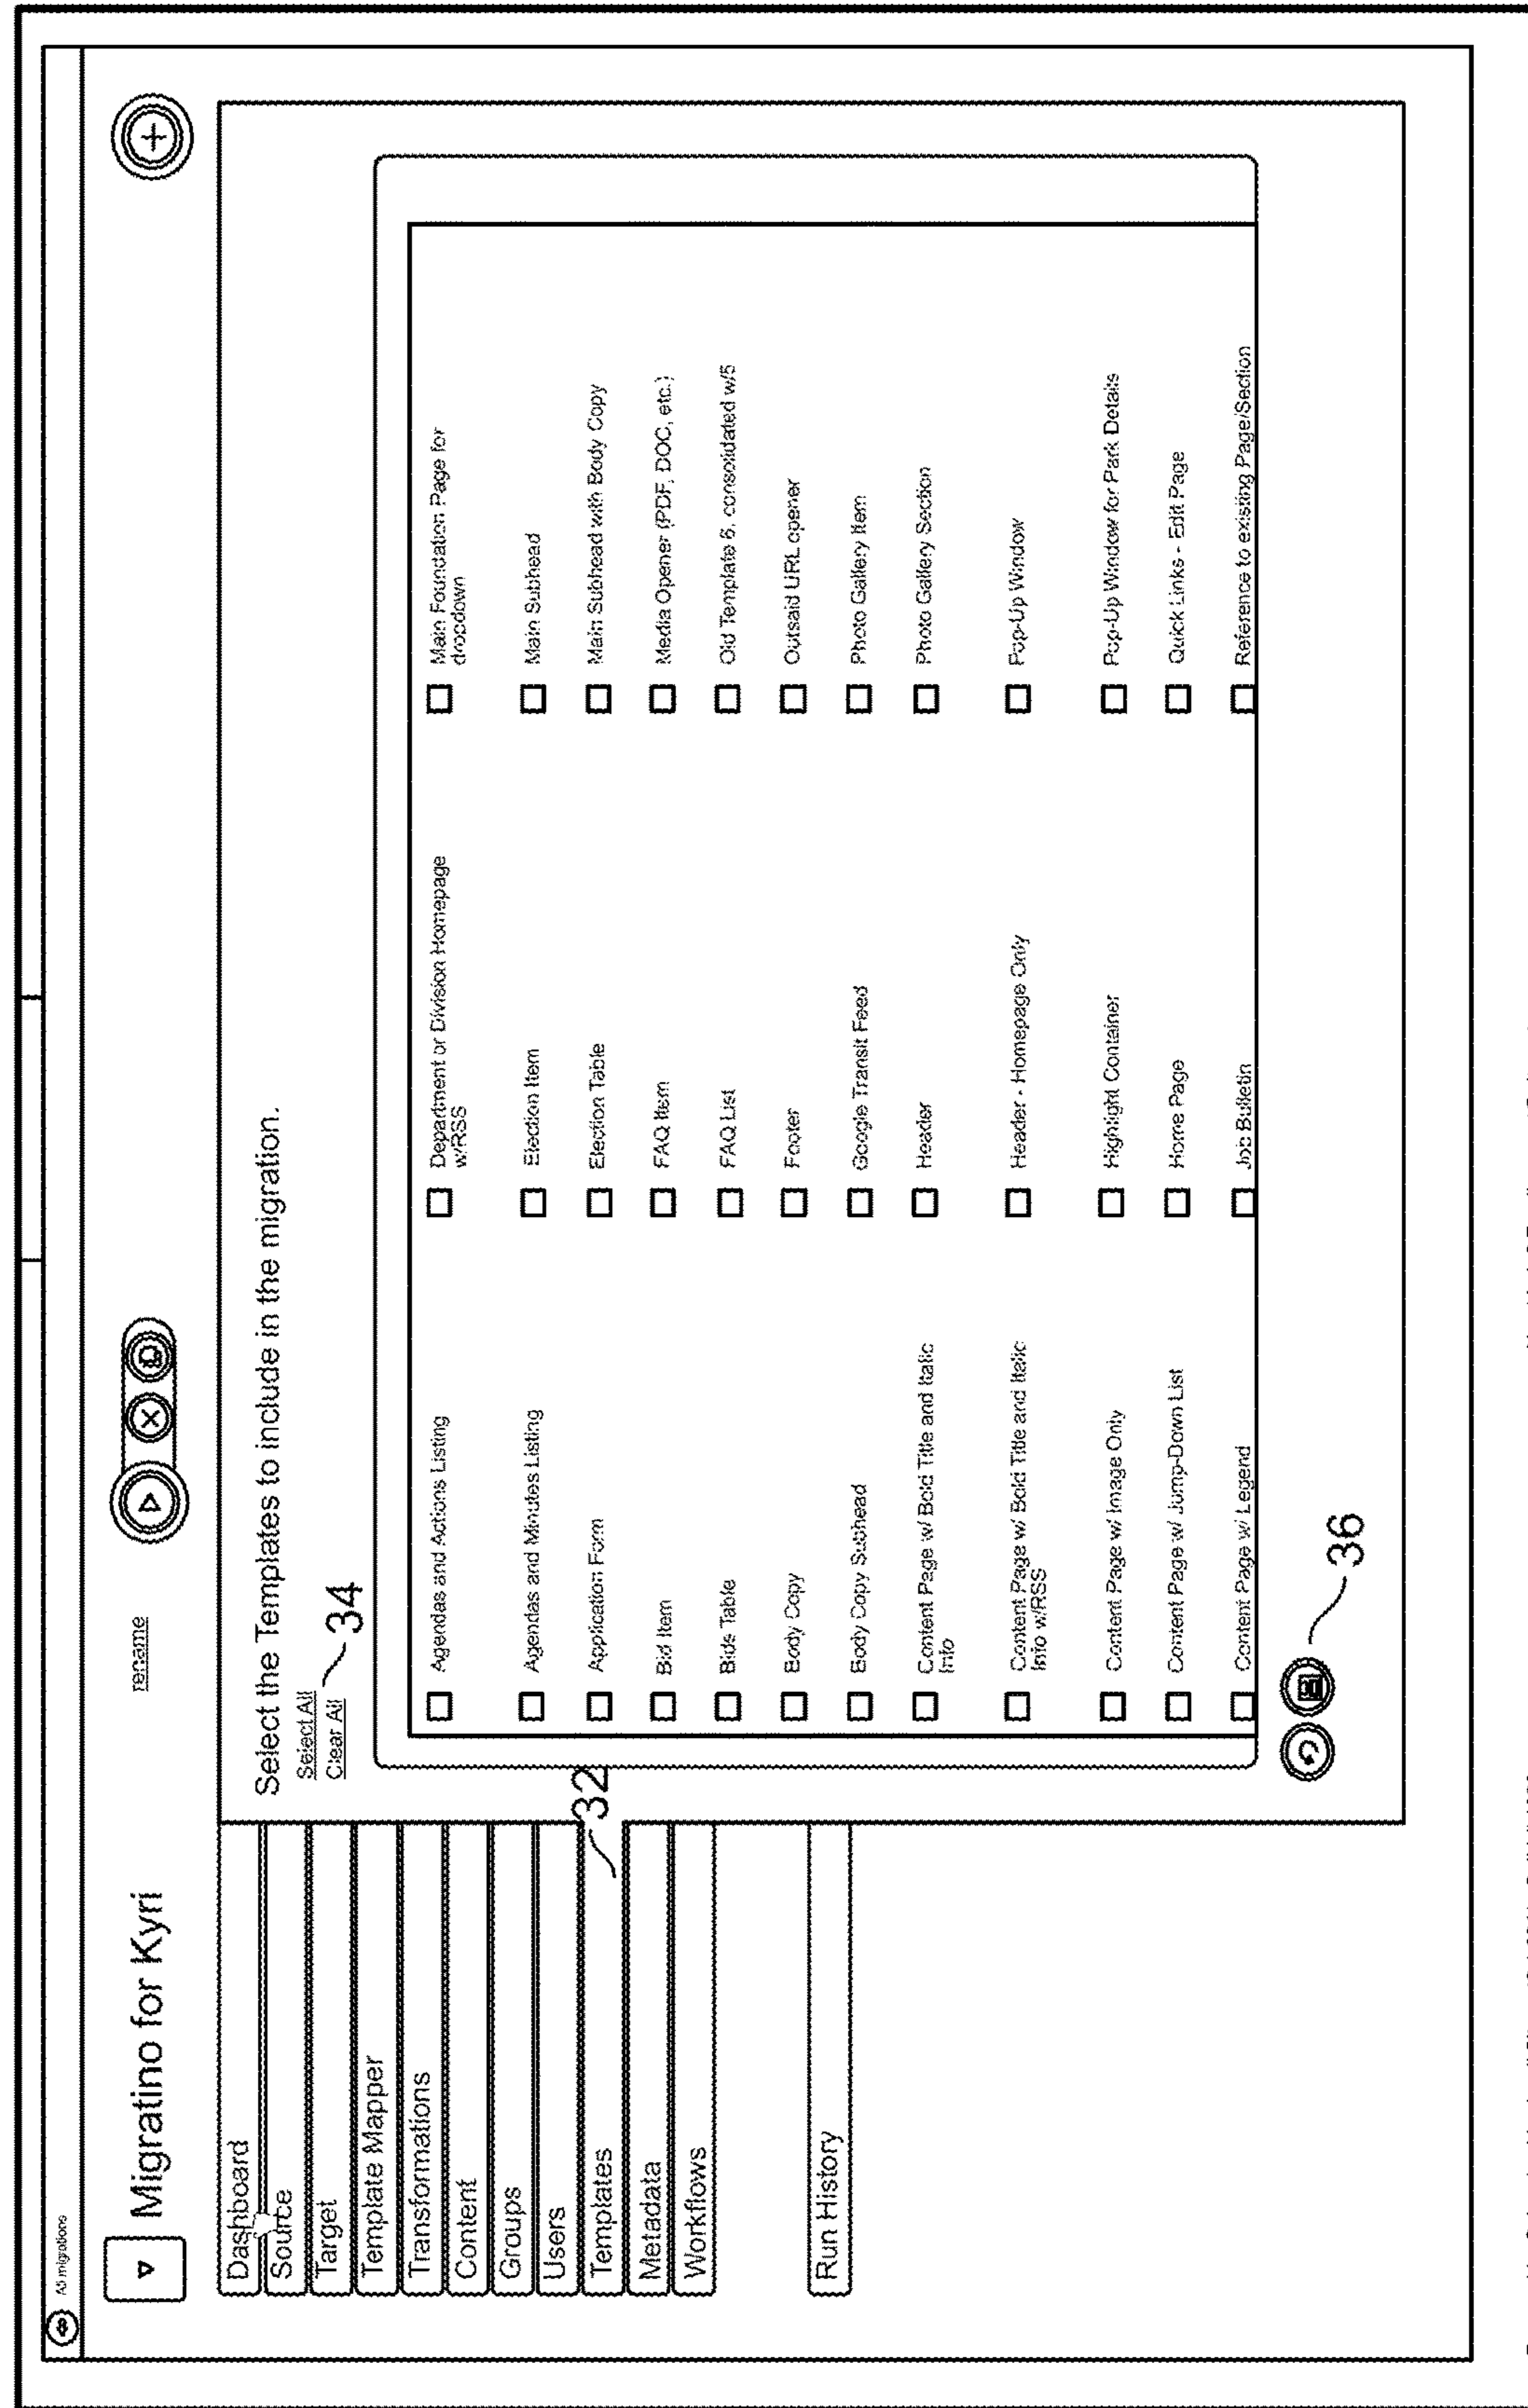 All migrations
Migratino for Kyri
rename
Dashboard
Source
Target
Template Mapper
Transformations
Content
Groups
Users
Templates
Metadata
Workflows
Run History
32
Select the Templates to include in the migration.
Select All
Clear All
34
Agendas and Actions Listing
Agendas and Minutes Listing
Application Form
Bid Item
Bids Table
Body Copy
Body Copy Subhead
Content Page w/ Bold Title and Italic
Info
Content Page w/ Bold Title and Italic
Info w/RSS
Content Page w/ Image Only
Content Page w/ Jump-Down List
Content Page w/ Legend
Department or Division Homepage
w/RSS
Election Item
Election Table
FAQ Item
FAQ List
Footer
Google Transit Feed
Header
Header - Homepage Only
Highlight Container
Home Page
Job Bulletin
Main Foundation Page for
dropdown
Main Subhead
Main Subhead with Body Copy
Media Opener (PDF, DOC, etc.)
Old Template 6, consolidated w/5
Outsaid URL opener
Photo Gallery Item
Photo Gallery Section
Pop-Up Window
Pop-Up Window for Park Details
Quick Links - Edit Page
Reference to existing Page/Section
36